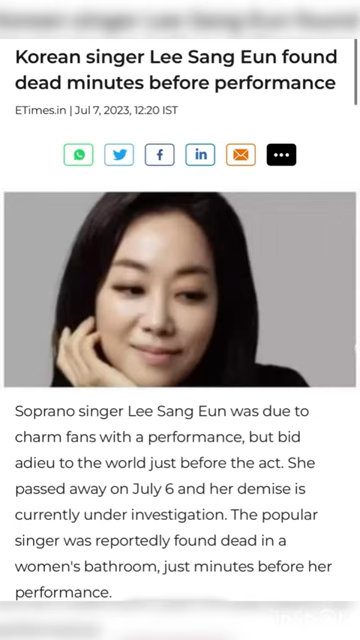 Korean singer Lee Sang Eun found
dead minutes before performance
ETimes.in | Jul 7, 2023, 12:20 IST
Soprano singer Lee Sang Eun was due to
charm fans with a performance, but bid
adieu to the world just before the act. She
passed away on July 6 and her demise is
currently under investigation. The popular
singer was reportedly found dead in a
women's bathroom, just minutes before her
performance.